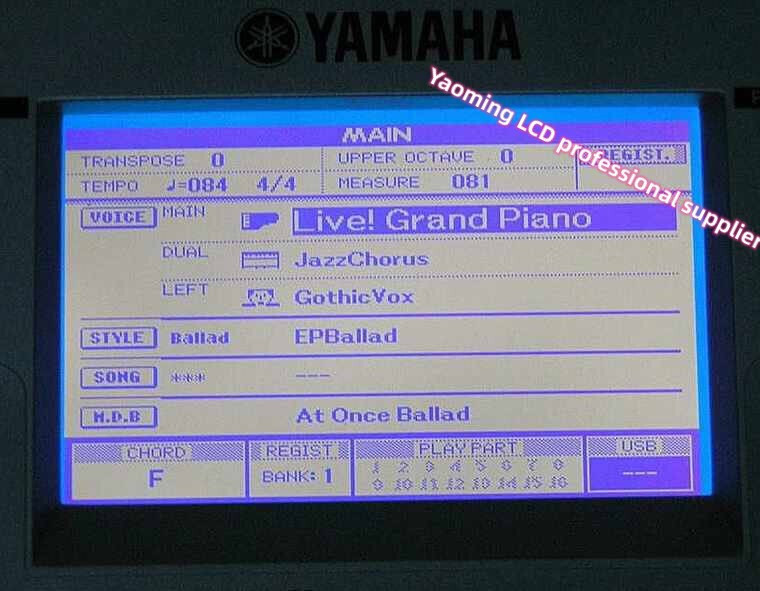 YAMAHA
Yaoming LCD professional supplier
MAIN
TRANSPOSE 0 UPPER OCTAVE 0 REGIST.
TEMPO ♩=084 4/4 MEASURE 081
VOICE MAIN Live! Grand Piano
DUAL JazzChorus
LEFT GothicVox
STYLE Ballad EPBallad
SONG *** ---
M.D.B At Once Ballad
CHORD REGIST PLAY PART USB
F BANK: 1 1 2 3 4 5 6 7 8 ---
9 10 11 12 13 14 15 16